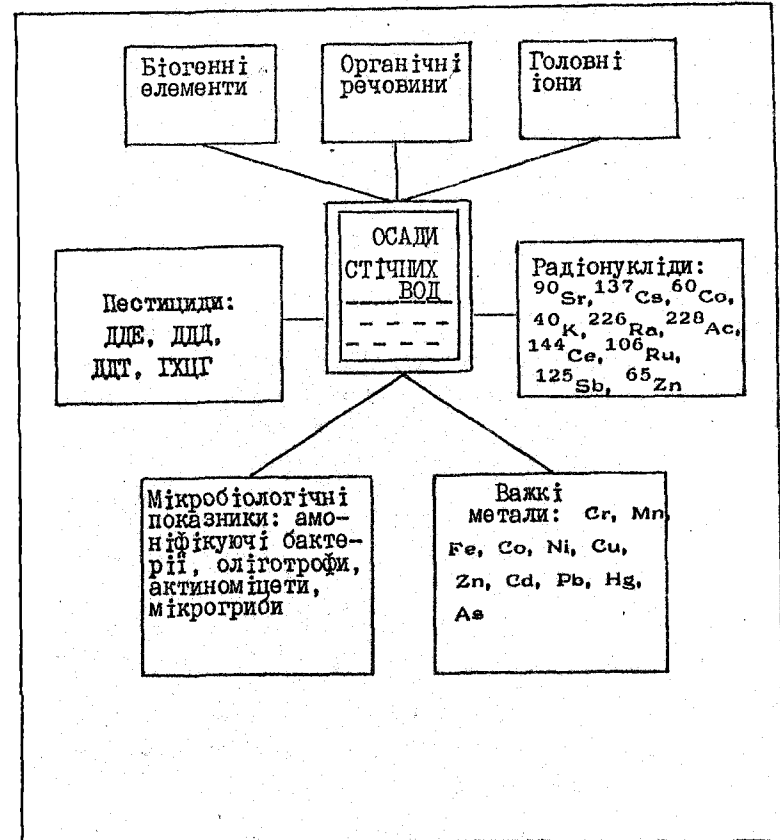 Біогенні
елементи
Органічні
речовини
Головні
іони
ОСАДИ
СТІЧНИХ
ВОД
Пестициди:
ДДЕ, ДДД,
ДДТ, ГХЦГ
Радіонукліди:
⁹⁰Sr, ¹³⁷Cs, ⁶⁰Co,
⁴⁰K, ²²⁶Ra, ²²⁸Ac,
¹⁴⁴Ce, ¹⁰⁶Ru,
¹²⁵Sb, ⁶⁵Zn
Мікробіологічні
показники: амо-
ніфікуючі бакте-
рії, оліготрофи,
актиноміцети,
мікрогриби
Важкі
метали: Cr, Mn,
Fe, Co, Ni, Cu,
Zn, Cd, Pb, Hg,
As